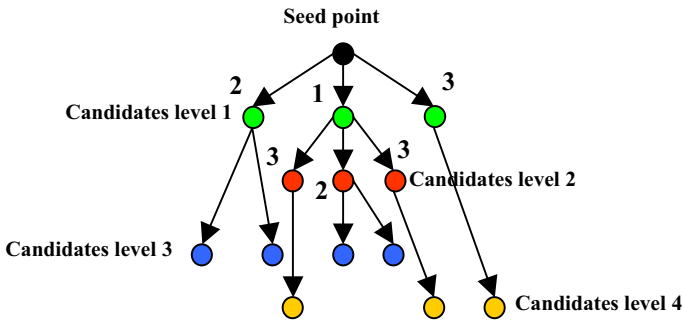 Seed point
2
1
3
Candidates level 1
3
3
2
Candidates level 2
Candidates level 3
Candidates level 4